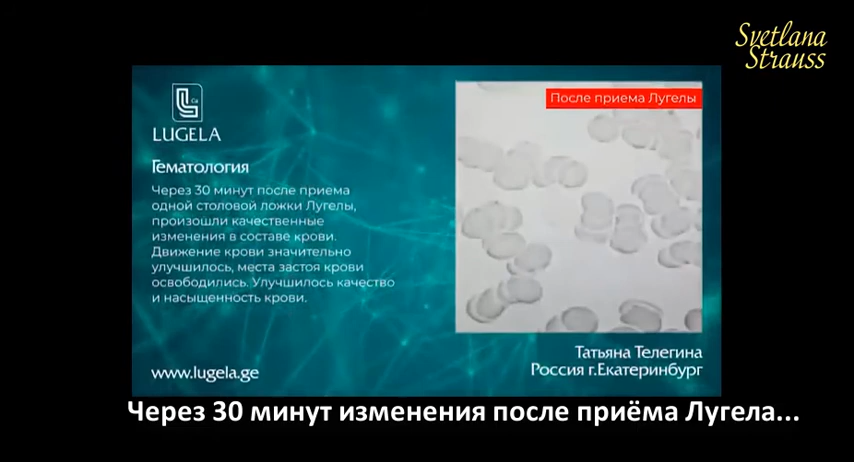 Svetlana
Strauss
LUGELA
После приема Лугелы
Гематология
Через 30 минут после приема
одной столовой ложки Лугелы,
произошли качественные
изменения в составе крови.
Движение крови значительно
улучшилось, места застоя крови
освободились. Улучшилось качество
и насыщенность крови.
Татьяна Телегина
Россия г.Екатеринбург
www.lugela.ge
Через 30 минут изменения после приёма Лугела...